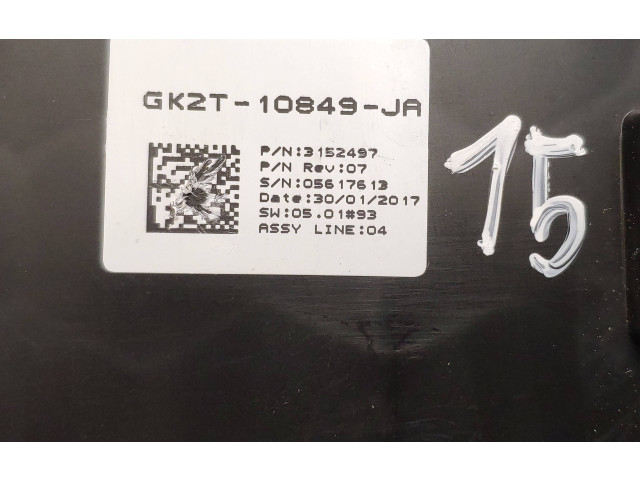 GK2T-10849-JA
P/N:3152497
P/N Rev:07
S/N:05617613
Date:30/01/2017
SW:05.01#93
ASSY LINE:04
15